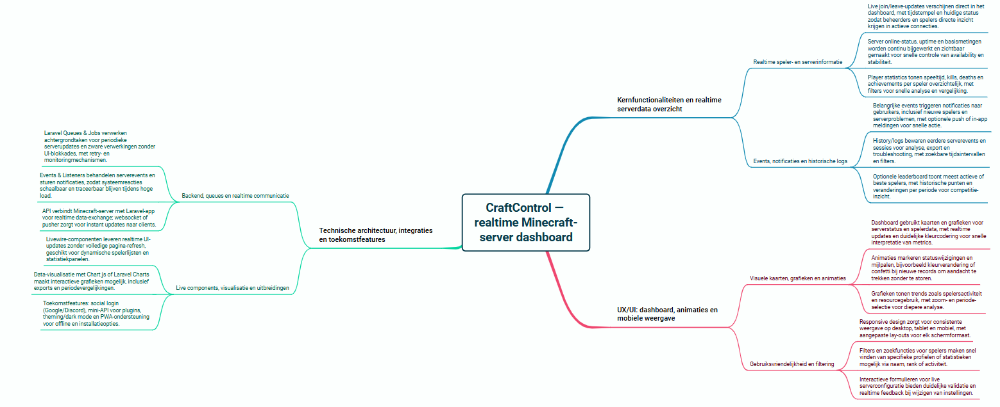 CraftControl —
realtime Minecraft-
server dashboard
Kernfunctionaliteiten en realtime
serverdata overzicht
Realtime speler- en serverinformatie
Live join/leave-updates verschijnen direct in het
dashboard, met tijdstempel en huidige status
zodat beheerders en spelers directe inzicht
krijgen in actieve connecties.
Server online-status, uptime en basismetingen
worden continu bijgewerkt en zichtbaar
gemaakt voor snelle controle van availability en
stabiliteit.
Player statistics tonen speeltijd, kills, deaths en
achievements per speler overzichtelijk, met
filters voor snelle analyse en vergelijking.
Events, notificaties en historische logs
Belangrijke events triggeren notificaties naar
gebruikers, inclusief nieuwe spelers en
serverproblemen, met optionele push of in-app
meldingen voor snelle actie.
History/logs bewaren eerdere serverevents en
sessies voor analyse, export en
troubleshooting, met zoekbare tijdsintervallen
en filters.
Optionele leaderboard toont meest actieve of
beste spelers, met historische punten en
veranderingen per periode voor competitie-
inzicht.
UX/UI: dashboard, animaties en
mobiele weergave
Visuele kaarten, grafieken en animaties
Dashboard gebruikt kaarten en grafieken voor
serverstatus en spelerdata, met realtime
updates en duidelijke kleurcodering voor snelle
interpretatie van metrics.
Animaties markeren statuswijzigingen en
mijlpalen, bijvoorbeeld kleurverandering of
confetti bij nieuwe records om aandacht te
trekken zonder te storen.
Grafieken tonen trends zoals spelersactiviteit
en resourcegebruik, met zoom- en periode-
selectie voor diepere analyse.
Gebruiksvriendelijkheid en filtering
Responsive design zorgt voor consistente
weergave op desktop, tablet en mobiel, met
aangepaste lay-outs voor elk schermformaat.
Filters en zoekfuncties voor spelers maken snel
vinden van specifieke profielen of statistieken
mogelijk via naam, rank of activiteit.
Interactieve formulieren voor live
serverconfiguratie bieden duidelijke validatie en
realtime feedback bij wijzigen van instellingen.
Technische architectuur, integraties
en toekomstfeatures
Backend, queues en realtime communicatie
Laravel Queues & Jobs verwerken
achtergrondtaken voor periodieke
serverupdates en zware verwerkingen zonder
UI-blokkades, met retry- en
monitoringmechanismen.
Events & Listeners behandelen serverevents en
sturen notificaties, zodat systeemreacties
schaalbaar en traceerbaar blijven tijdens hoge
load.
API verbindt Minecraft-server met Laravel-app
voor realtime data-exchange; websocket of
pusher zorgt voor instant updates naar clients.
Live components, visualisatie en uitbreidingen
Livewire-componenten leveren realtime UI-
updates zonder volledige pagina-refresh,
geschikt voor dynamische spelerlijsten en
statistiekpanelen.
Data-visualisatie met Chart.js of Laravel Charts
maakt interactieve grafieken mogelijk, inclusief
exports en periodevergelijkingen.
Toekomstfeatures: social login
(Google/Discord), mini-API voor plugins,
theming/dark mode en PWA-ondersteuning
voor offline en installatieopties.